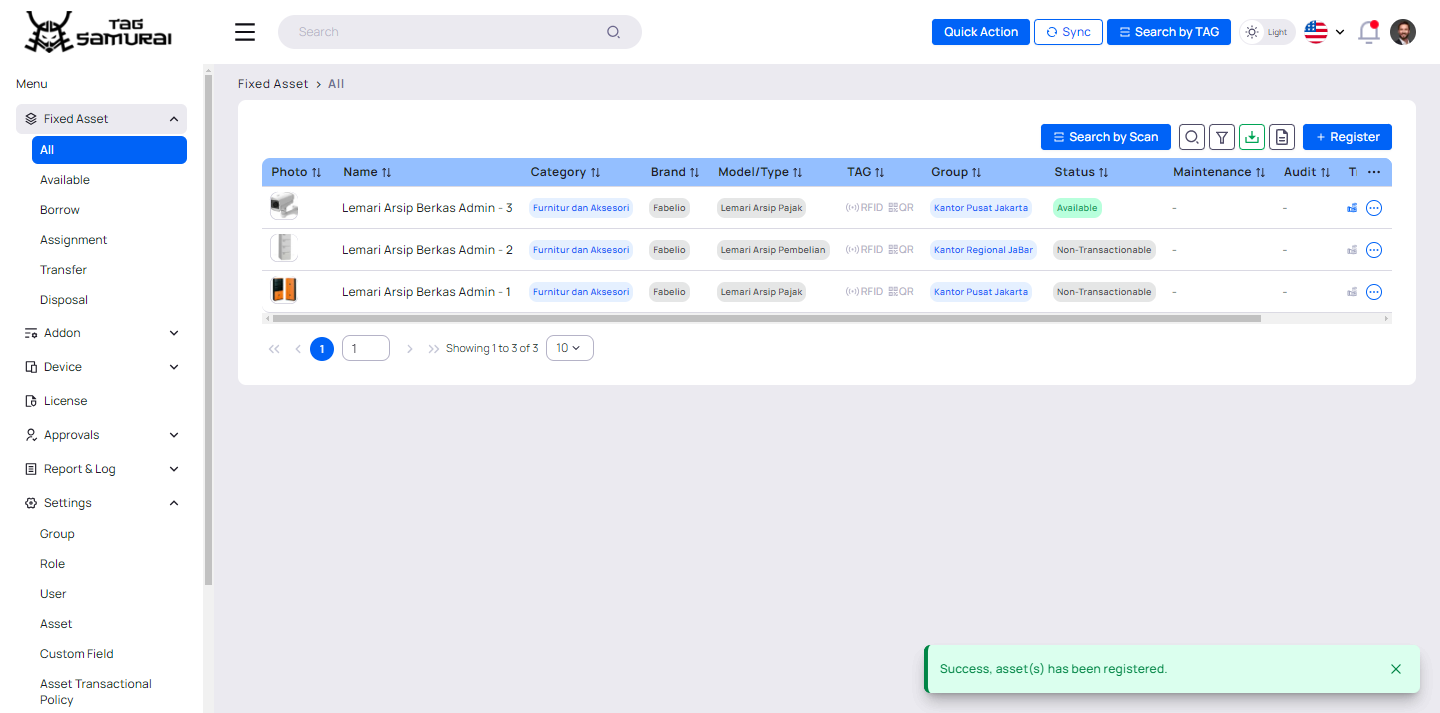 TAG SAMURAI
Search
Quick Action
Sync
Search by TAG
Light
Menu
Fixed Asset
All
Available
Borrow
Assignment
Transfer
Disposal
Addon
Device
License
Approvals
Report & Log
Settings
Group
Role
User
Asset
Custom Field
Asset Transactional
Policy
Fixed Asset > All
Search by Scan
+ Register
Photo Name Category Brand Model/Type TAG Group Status Maintenance Audit
Lemari Arsip Berkas Admin - 3 Furnitur dan Aksesori Fabelio Lemari Arsip Pajak RFID QR Kantor Pusat Jakarta Available - -
Lemari Arsip Berkas Admin - 2 Furnitur dan Aksesori Fabelio Lemari Arsip Pembelian RFID QR Kantor Regional JaBar Non-Transactionable - -
Lemari Arsip Berkas Admin - 1 Furnitur dan Aksesori Fabelio Lemari Arsip Pajak RFID QR Kantor Pusat Jakarta Non-Transactionable - -
1 1 Showing 1 to 3 of 3 10
Success, asset(s) has been registered.